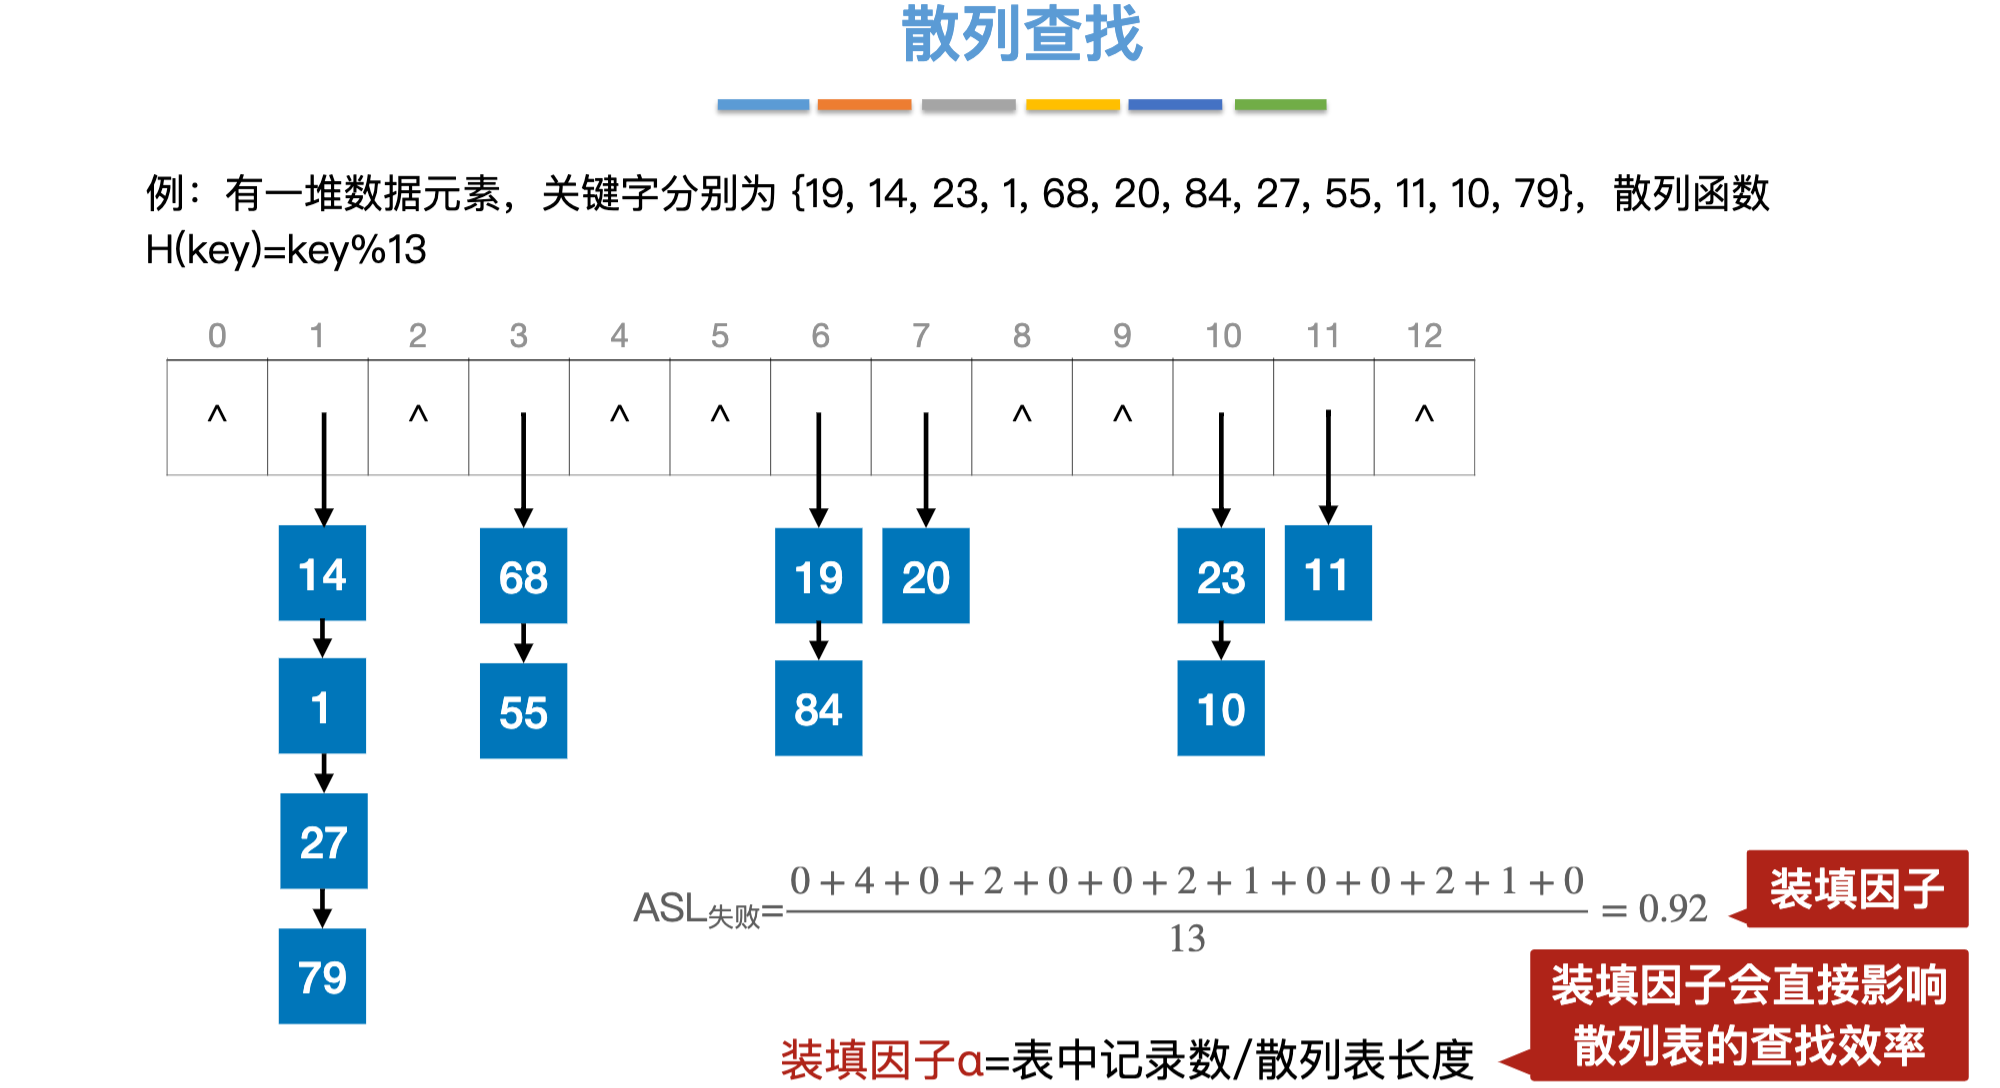 散列查找
例：有一堆数据元素，关键字分别为 {19, 14, 23, 1, 68, 20, 84, 27, 55, 11, 10, 79}，散列函数
H(key)=key%13
0 1 2 3 4 5 6 7 8 9 10 11 12
^ ^ ^ ^ ^ ^ ^
14 68 19 20 23 11
1 55 84 10
27
79
ASL失败= (0 + 4 + 0 + 2 + 0 + 0 + 2 + 1 + 0 + 0 + 2 + 1 + 0) / 13 = 0.92
装填因子
装填因子会直接影响
散列表的查找效率
装填因子α=表中记录数/散列表长度